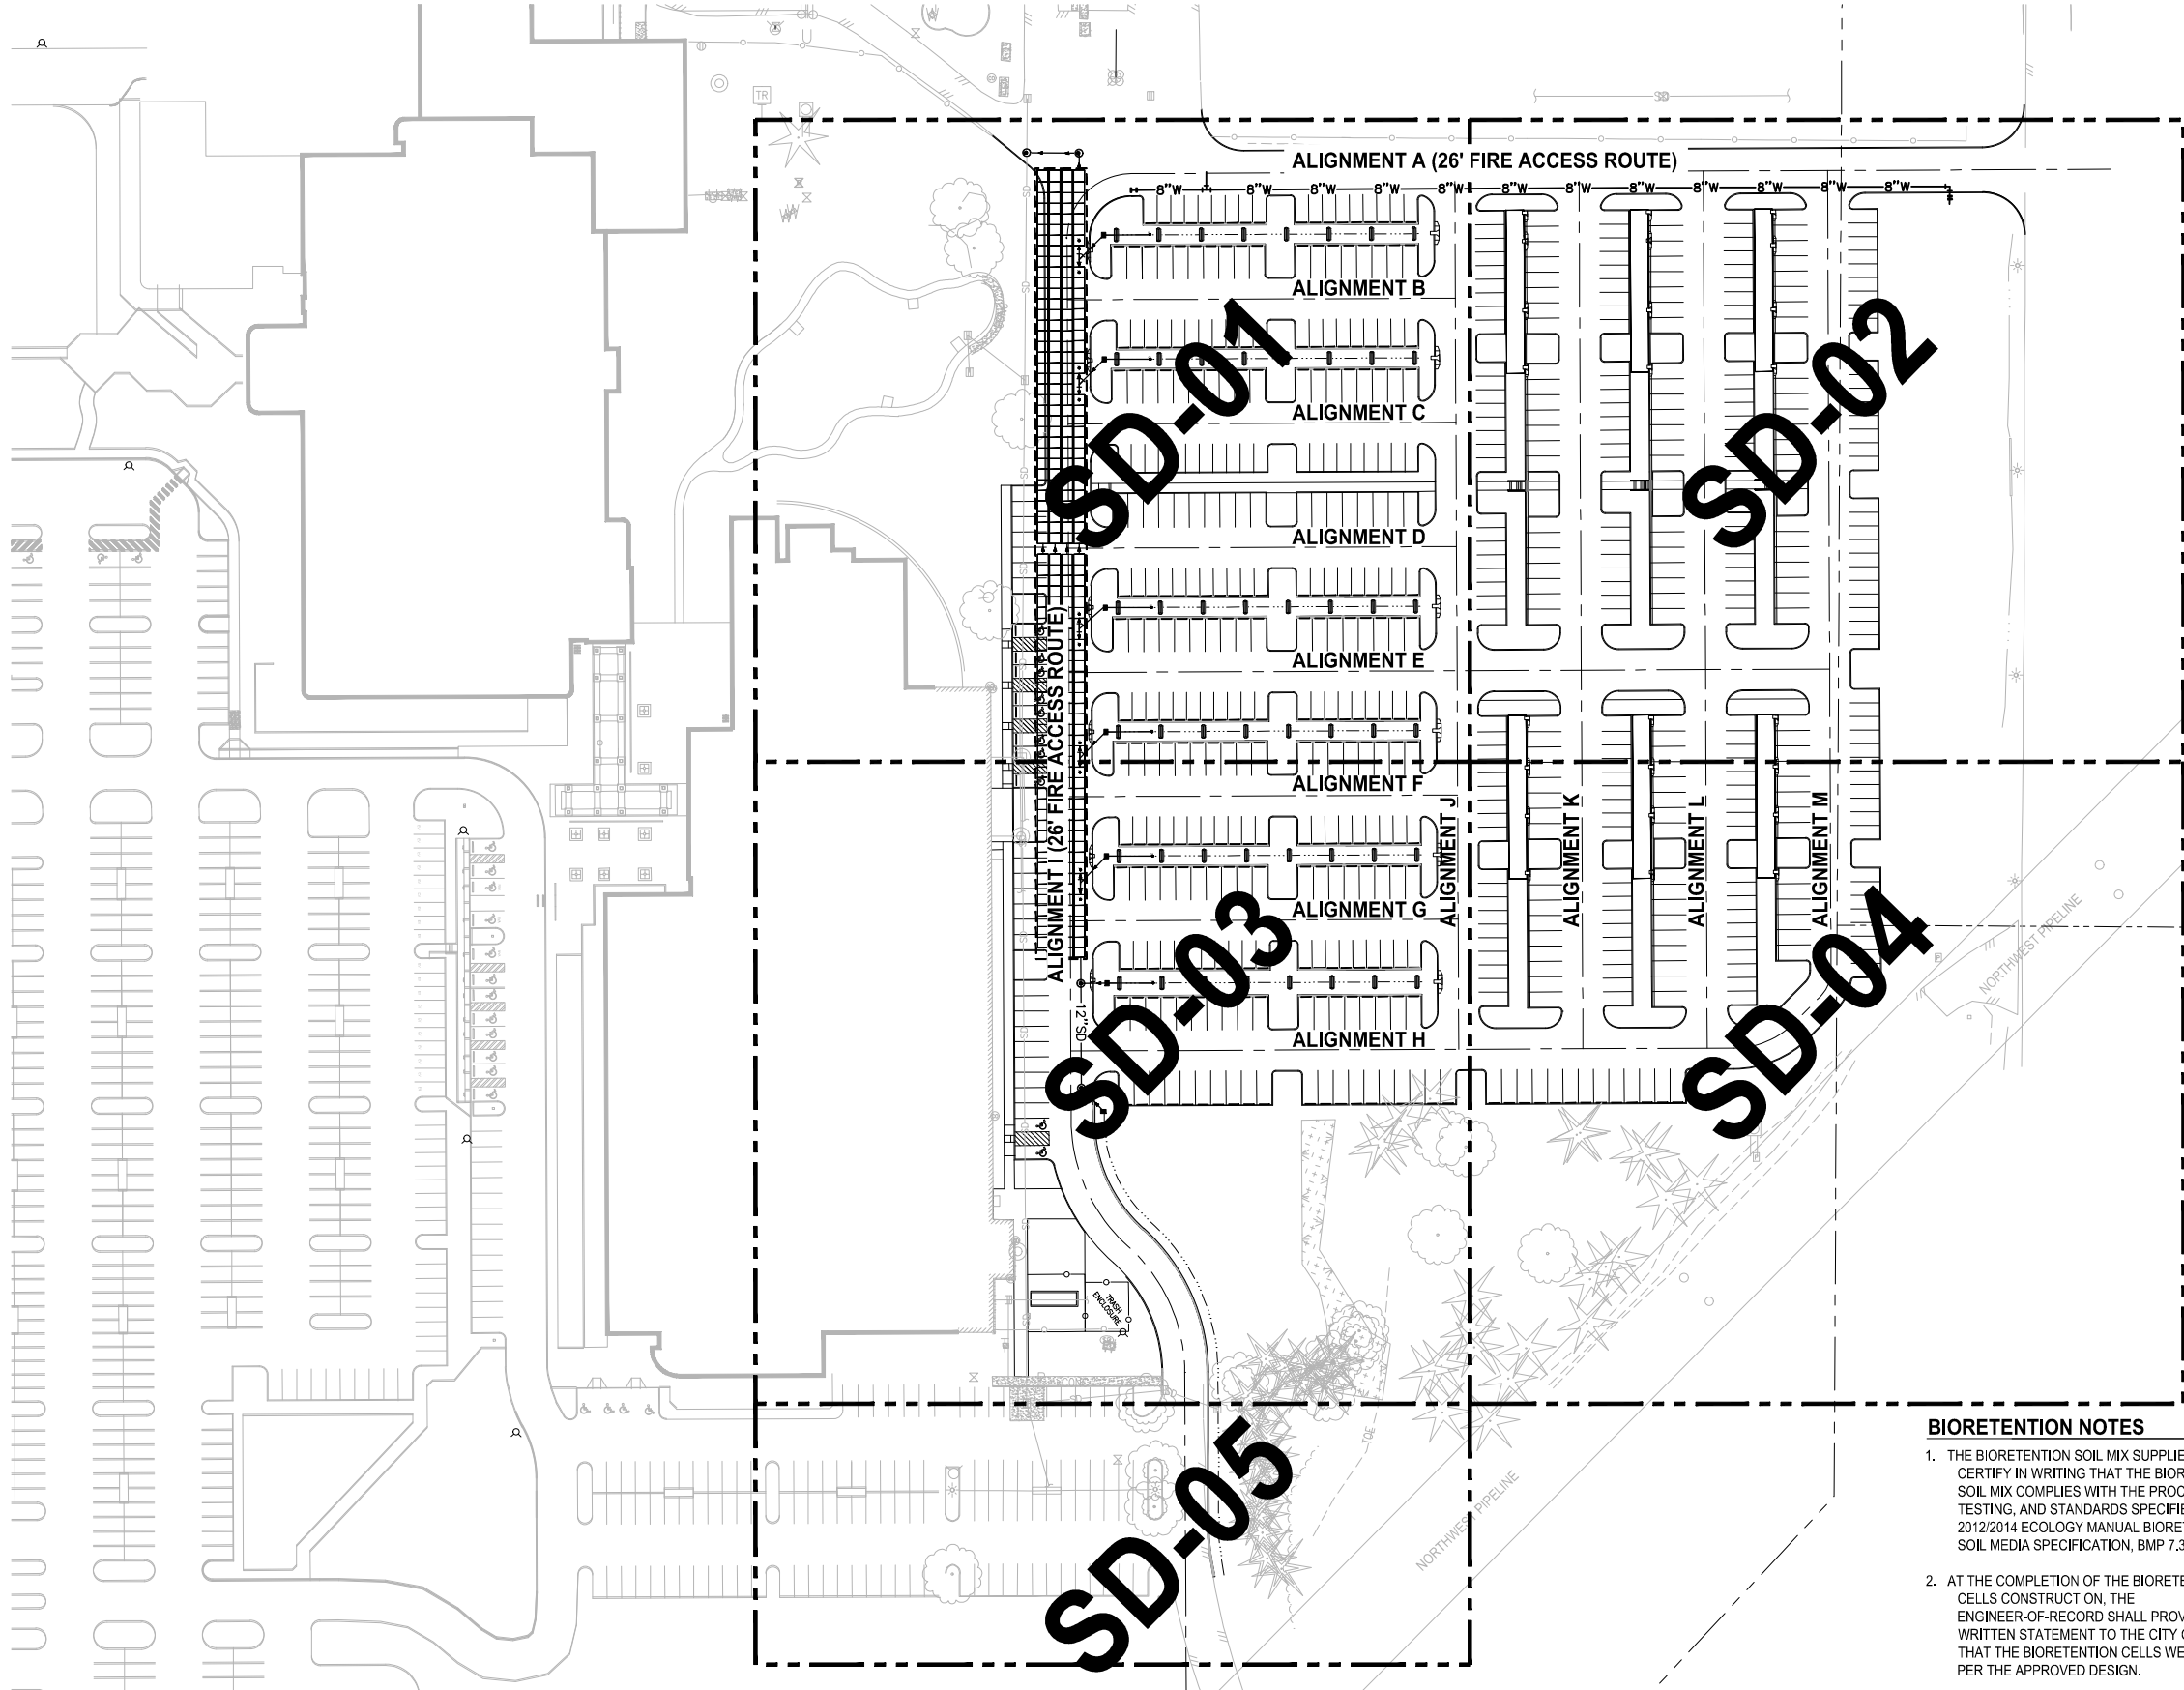 TR
SD
ALIGNMENT A (26' FIRE ACCESS ROUTE)
8"W 8"W 8"W 8"W 8"W 8"W 8"W 8"W 8"W 8"W 8"W 8"W
ALIGNMENT B
SD-01
SD-02
ALIGNMENT C
ALIGNMENT D
ALIGNMENT E
ALIGNMENT I (26' FIRE ACCESS ROUTE)
ALIGNMENT F
ALIGNMENT J
ALIGNMENT K
ALIGNMENT L
ALIGNMENT M
ALIGNMENT G
SD-03
SD-04
NORTHWEST PIPELINE
12"SD
ALIGNMENT H
TRASH
ENCLOSURE
TOE
NORTHWEST PIPELINE
SD-05
BIORETENTION NOTES
1. THE BIORETENTION SOIL MIX SUPPLIE
CERTIFY IN WRITING THAT THE BIOR
SOIL MIX COMPLIES WITH THE PROC
TESTING, AND STANDARDS SPECIFIE
2012/2014 ECOLOGY MANUAL BIORE
SOIL MEDIA SPECIFICATION, BMP 7.3
2. AT THE COMPLETION OF THE BIORETE
CELLS CONSTRUCTION, THE
ENGINEER-OF-RECORD SHALL PROV
WRITTEN STATEMENT TO THE CITY
THAT THE BIORETENTION CELLS WE
PER THE APPROVED DESIGN.